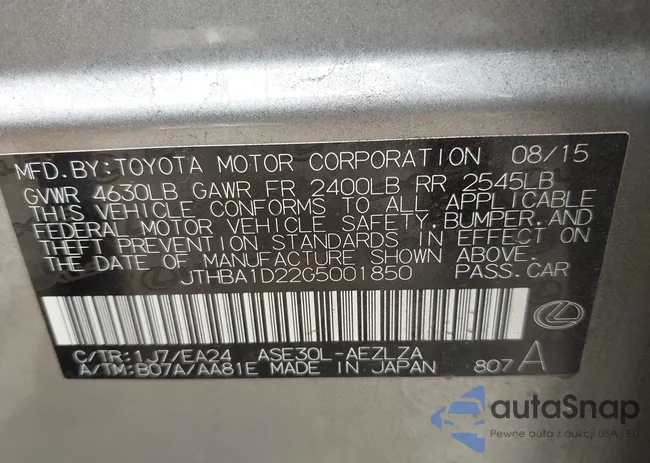 MFD.BY:TOYOTA MOTOR CORPORATION 08/15
GVWR 4630LB GAWR FR 2400LB RR 2545LB
THIS VEHICLE CONFORMS TO ALL APPLICABLE
FEDERAL MOTOR VEHICLE SAFETY,BUMPER,AND
THEFT PREVENTION STANDARDS IN EFFECT ON
THE DATE OF MANUFACTURE SHOWN ABOVE.
JTHBA1D22G5001850 PASS.CAR
C/TR:1J7/EA24 ASE30L-AEZLZA
A/TM:B07A/AA81E MADE IN JAPAN 807 A
autoSnap
Pewne auta z aukcji USA - EU